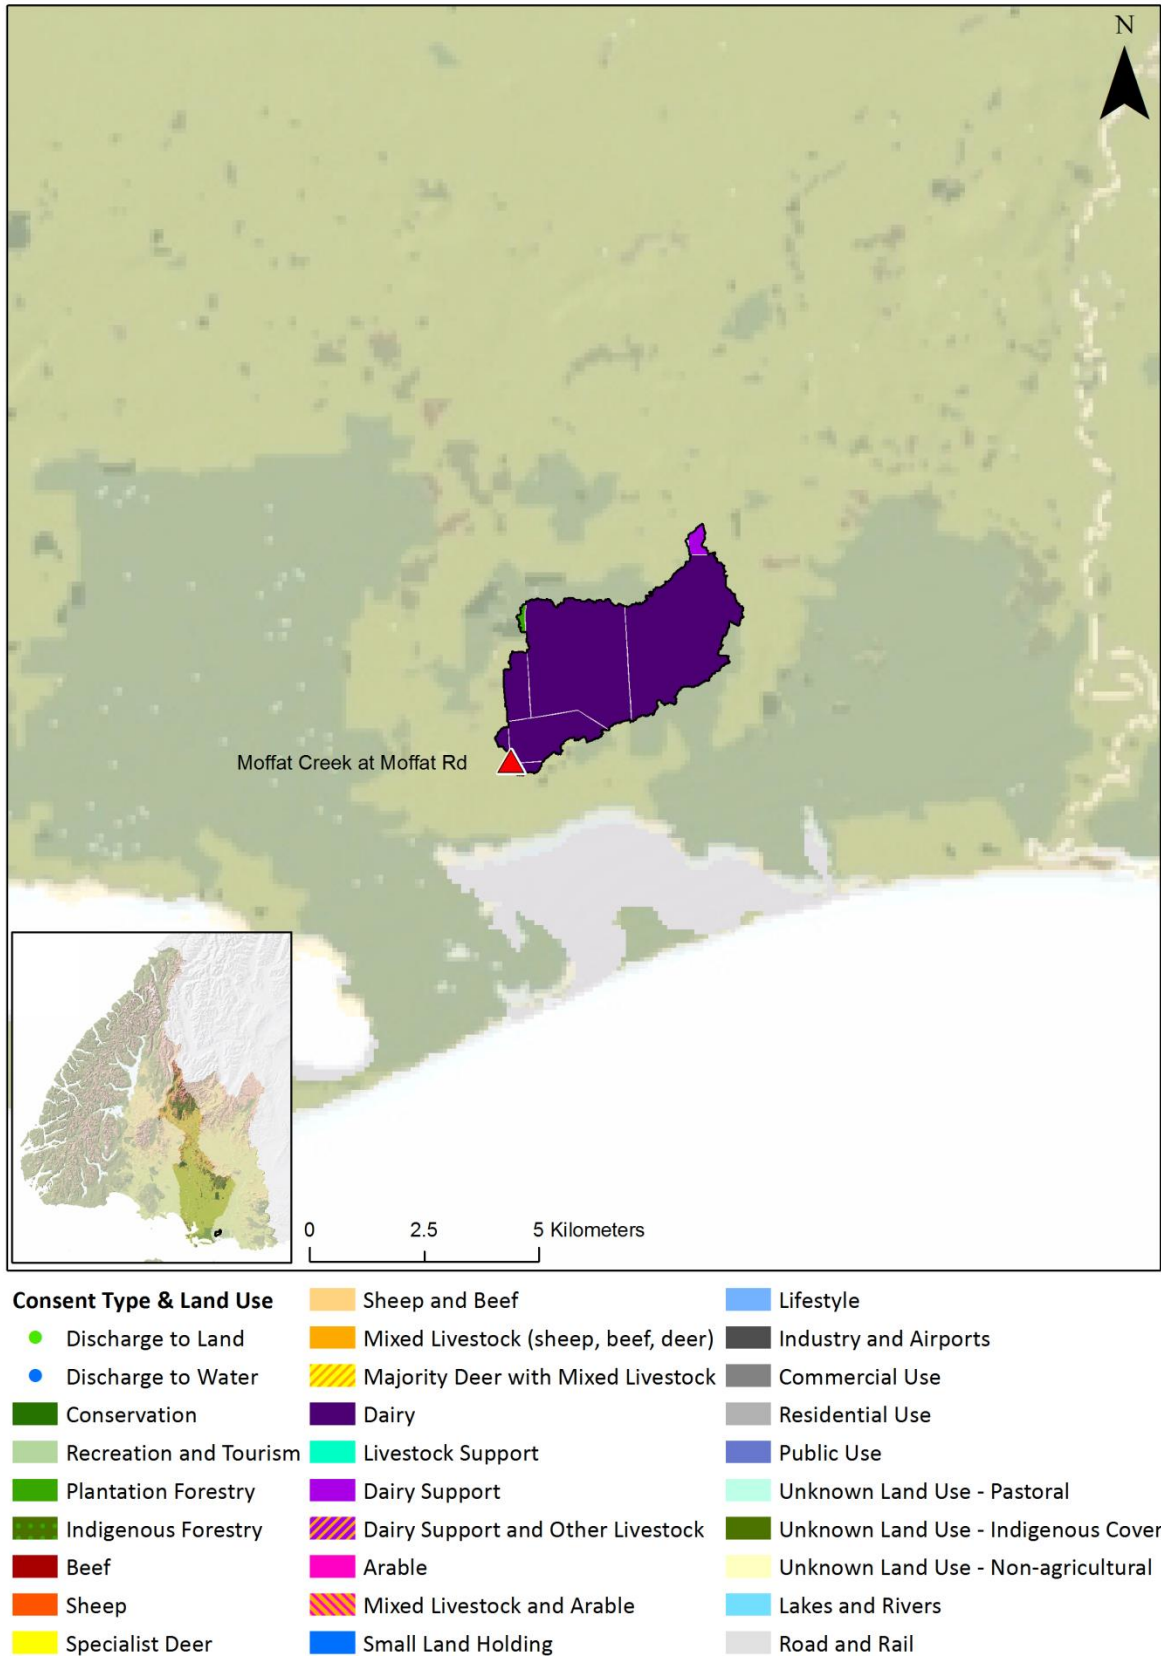 N
Moffat Creek at Moffat Rd
0 2.5 5 Kilometers
Consent Type & Land Use
Discharge to Land
Discharge to Water
Conservation
Recreation and Tourism
Plantation Forestry
Indigenous Forestry
Beef
Sheep
Specialist Deer
Sheep and Beef
Mixed Livestock (sheep, beef, deer)
Majority Deer with Mixed Livestock
Dairy
Livestock Support
Dairy Support
Dairy Support and Other Livestock
Arable
Mixed Livestock and Arable
Small Land Holding
Lifestyle
Industry and Airports
Commercial Use
Residential Use
Public Use
Unknown Land Use - Pastoral
Unknown Land Use - Indigenous Cover
Unknown Land Use - Non-agricultural
Lakes and Rivers
Road and Rail